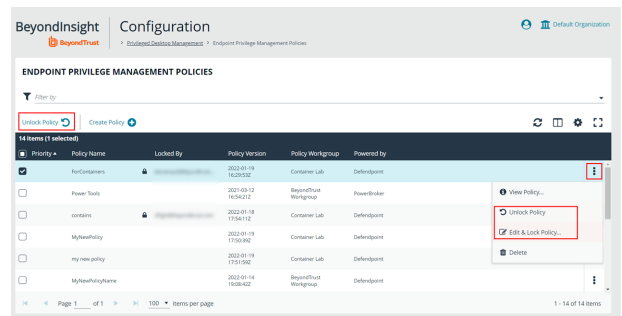 BeyondInsight
BeyondTrust
Configuration
› Privileged Desktop Management › Endpoint Privilege Management Policies
Default Organization
ENDPOINT PRIVILEGE MANAGEMENT POLICIES
Filter by
Unlock Policy
Create Policy
14 items (1 selected)
Priority Policy Name Locked By Policy Version Policy Workgroup Powered by
ForContainers 2022-01-19 16:29:53Z Container Lab Defendpoint
Power Tools 2021-03-12 16:54:21Z BeyondTrust Workgroup PowerBroker
contains 2022-01-18 17:54:11Z Container Lab Defendpoint
MyNewPolicy 2022-01-19 17:50:39Z Container Lab Defendpoint
my new policy 2022-01-19 17:51:59Z Container Lab Defendpoint
MyNewPolicyName 2022-01-14 19:08:42Z BeyondTrust Workgroup Defendpoint
View Policy...
Unlock Policy
Edit & Lock Policy...
Delete
Page 1 of 1 100 items per page
1 - 14 of 14 items